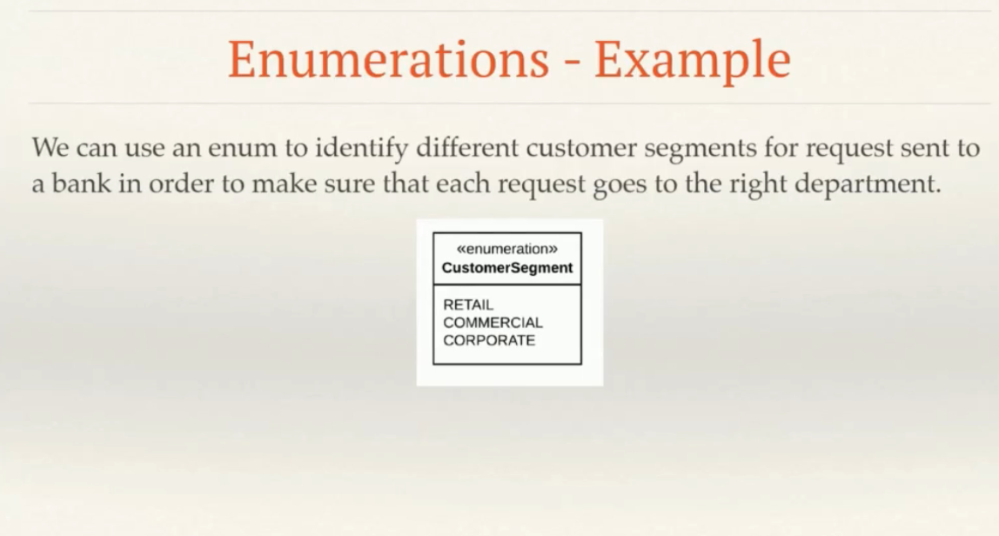 Enumerations - Example
We can use an enum to identify different customer segments for request sent to
a bank in order to make sure that each request goes to the right department.
«enumeration»
CustomerSegment
RETAIL
COMMERCIAL
CORPORATE